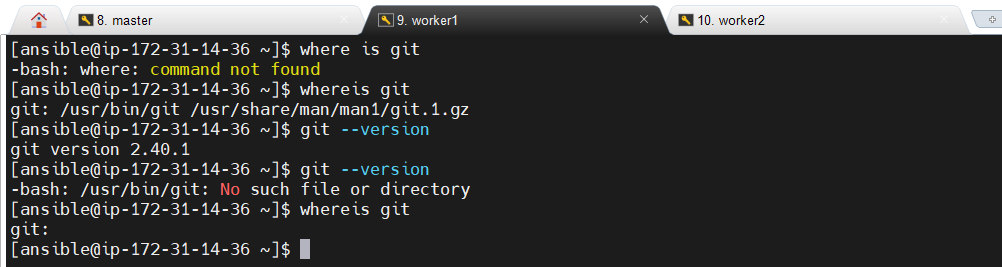 8. master
9. worker1
10. worker2
[ansible@ip-172-31-14-36 ~]$ where is git
-bash: where: command not found
[ansible@ip-172-31-14-36 ~]$ whereis git
git: /usr/bin/git /usr/share/man/man1/git.1.gz
[ansible@ip-172-31-14-36 ~]$ git --version
git version 2.40.1
[ansible@ip-172-31-14-36 ~]$ git --version
-bash: /usr/bin/git: No such file or directory
[ansible@ip-172-31-14-36 ~]$ whereis git
git:
[ansible@ip-172-31-14-36 ~]$